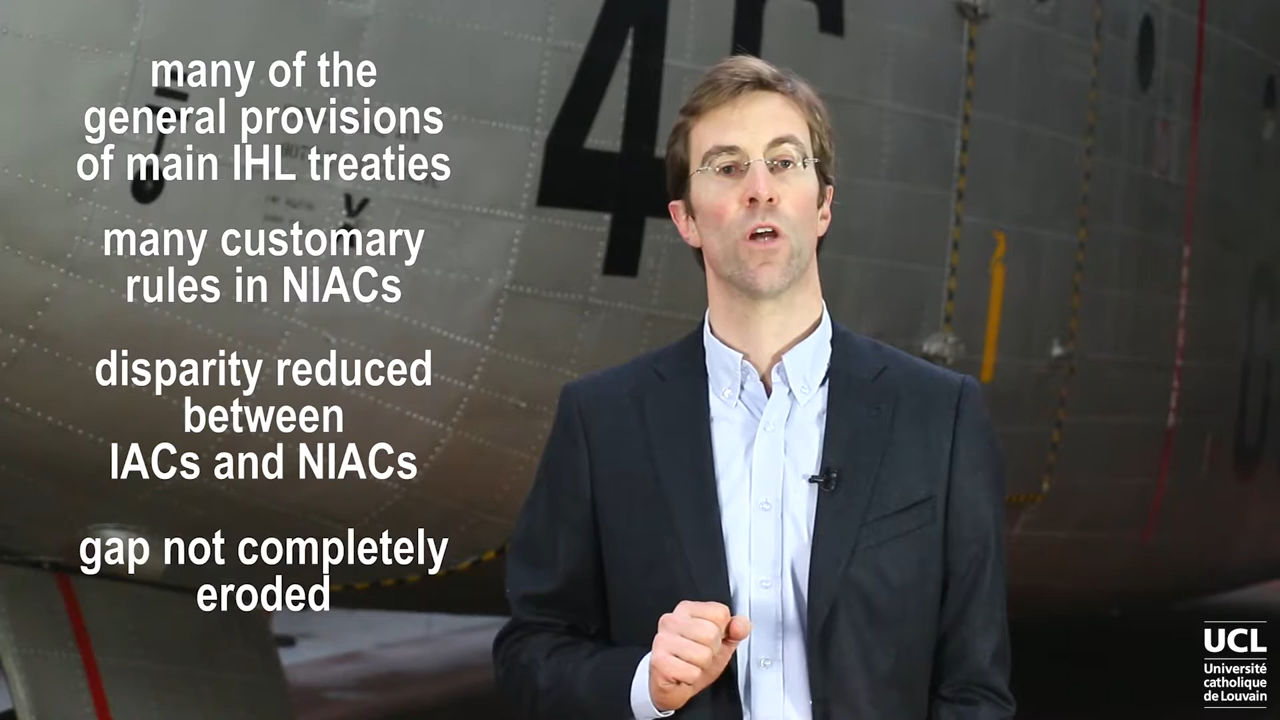 many of the
general provisions
of main IHL treaties
many customary
rules in NIACs
disparity reduced
between
IACs and NIACs
gap not completely
eroded
4
UCL
Université
catholique
de Louvain